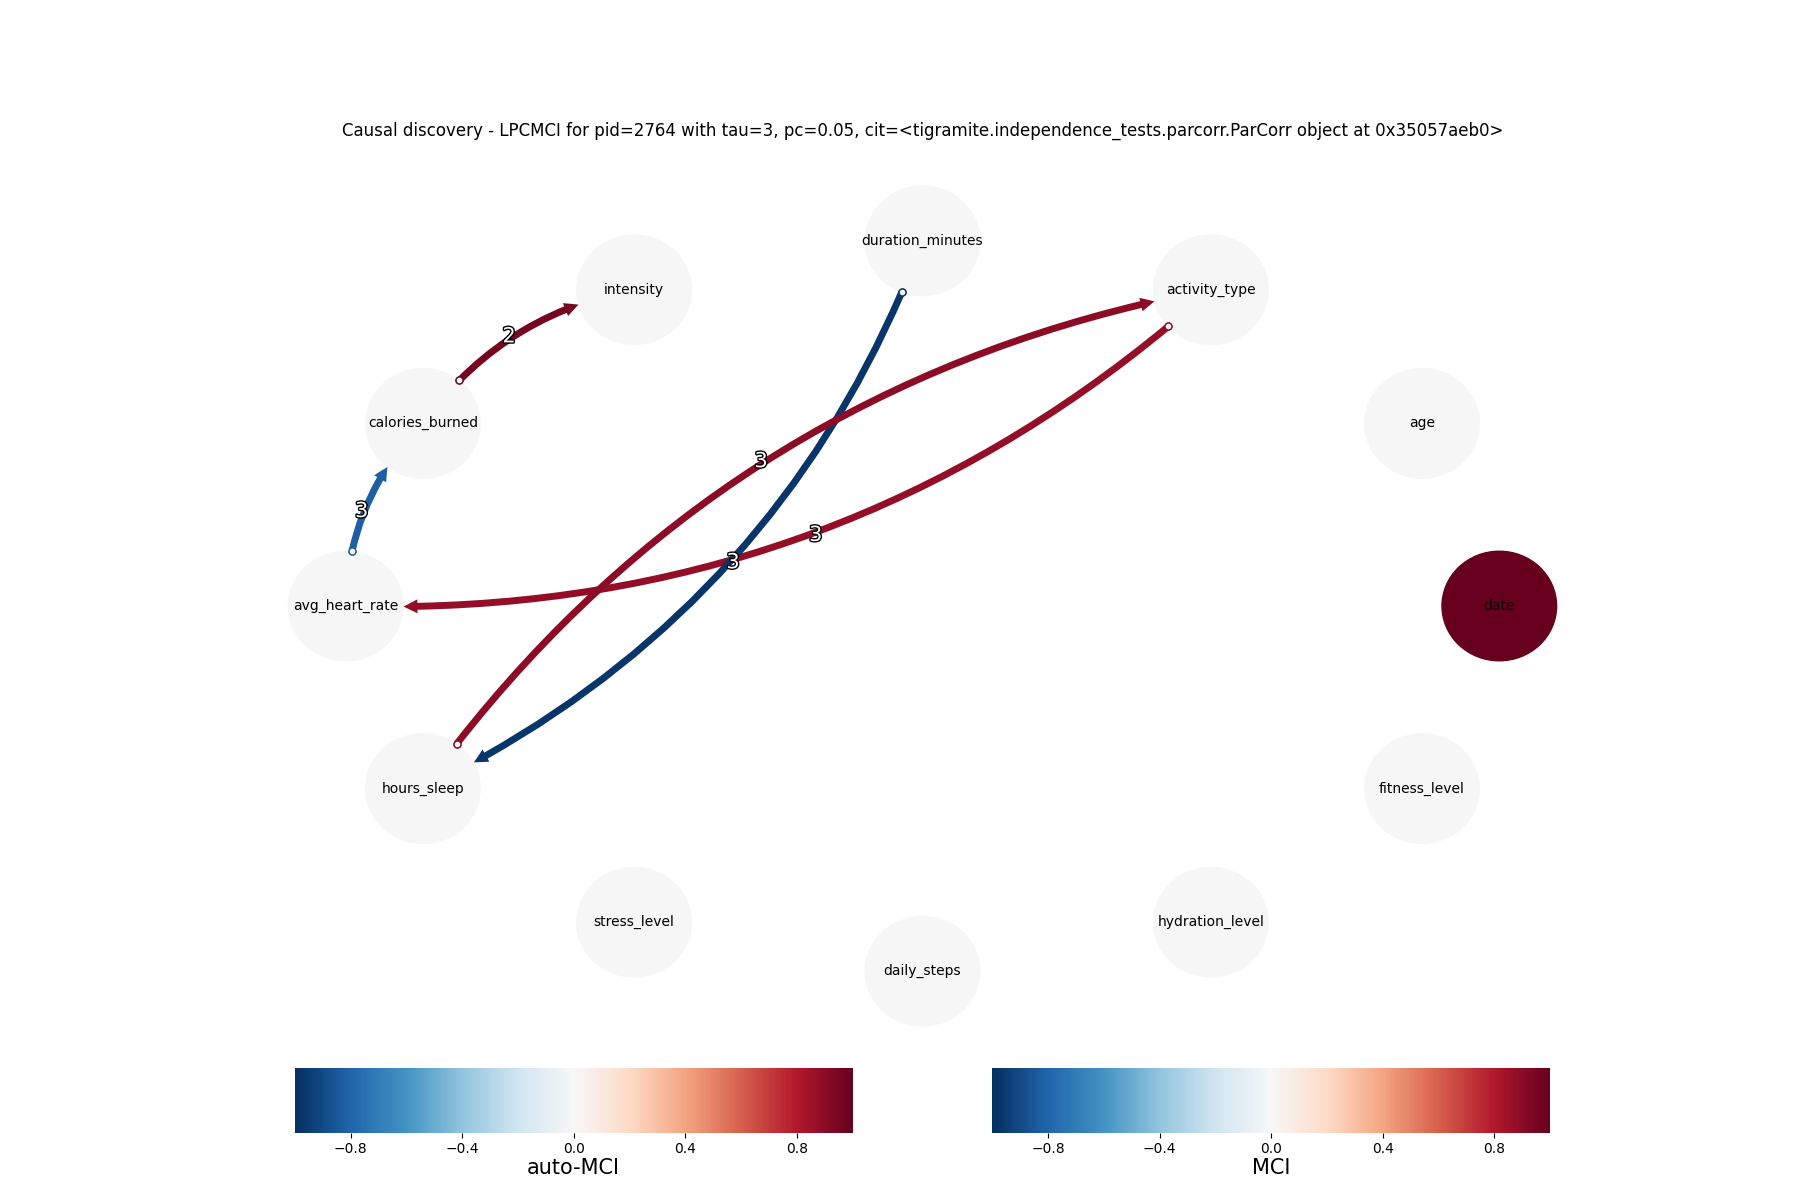 Causal discovery - LPCMCI for pid=2764 with tau=3, pc=0.05, cit=<tigramite.independence_tests.parcorr.ParCorr object at 0x35057aeb0>
duration_minutes
intensity
activity_type
2
calories_burned
age
3
3
3
3
avg_heart_rate
date
hours_sleep
fitness_level
stress_level
hydration_level
daily_steps
−0.8 −0.4 0.0 0.4 0.8
auto-MCI
−0.8 −0.4 0.0 0.4 0.8
MCI